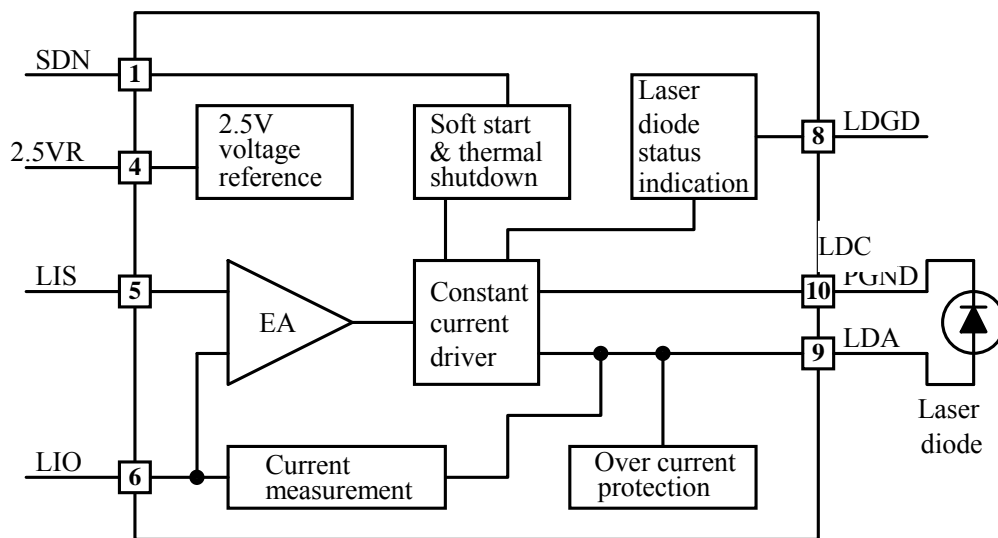 SDN
1
2.5VR
4
2.5V
voltage
reference
Soft start
& thermal
shutdown
Laser
diode
status
indication
8
LDGD
LIS
5
EA
Constant
current
driver
LDC
10
PGND
9
LDA
Laser
diode
LIO
6
Current
measurement
Over current
protection